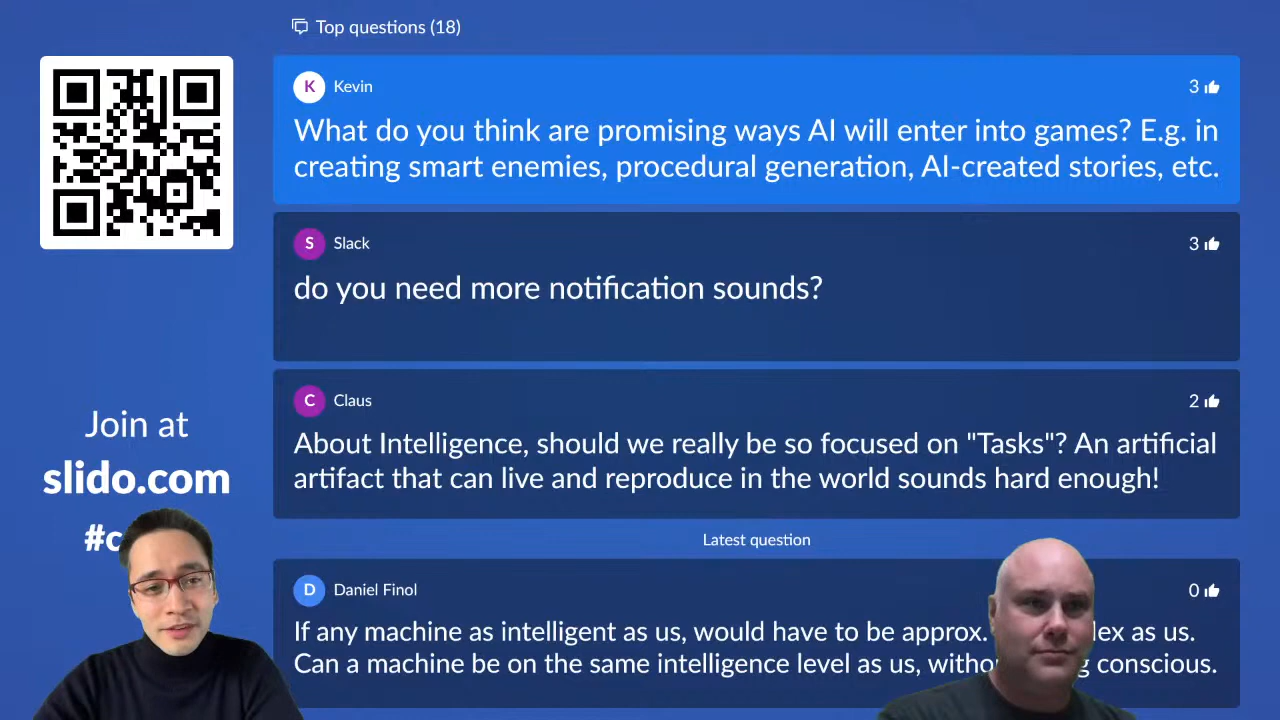 Top questions (18)
K Kevin 3
What do you think are promising ways AI will enter into games? E.g. in
creating smart enemies, procedural generation, AI-created stories, etc.
S Slack 3
do you need more notification sounds?
C Claus 2
About Intelligence, should we really be so focused on "Tasks"? An artificial
artifact that can live and reproduce in the world sounds hard enough!
Join at
slido.com
Latest question
D Daniel Finol 0
If any machine as intelligent as us, would have to be approx. as us.
Can a machine be on the same intelligence level as us, conscious.